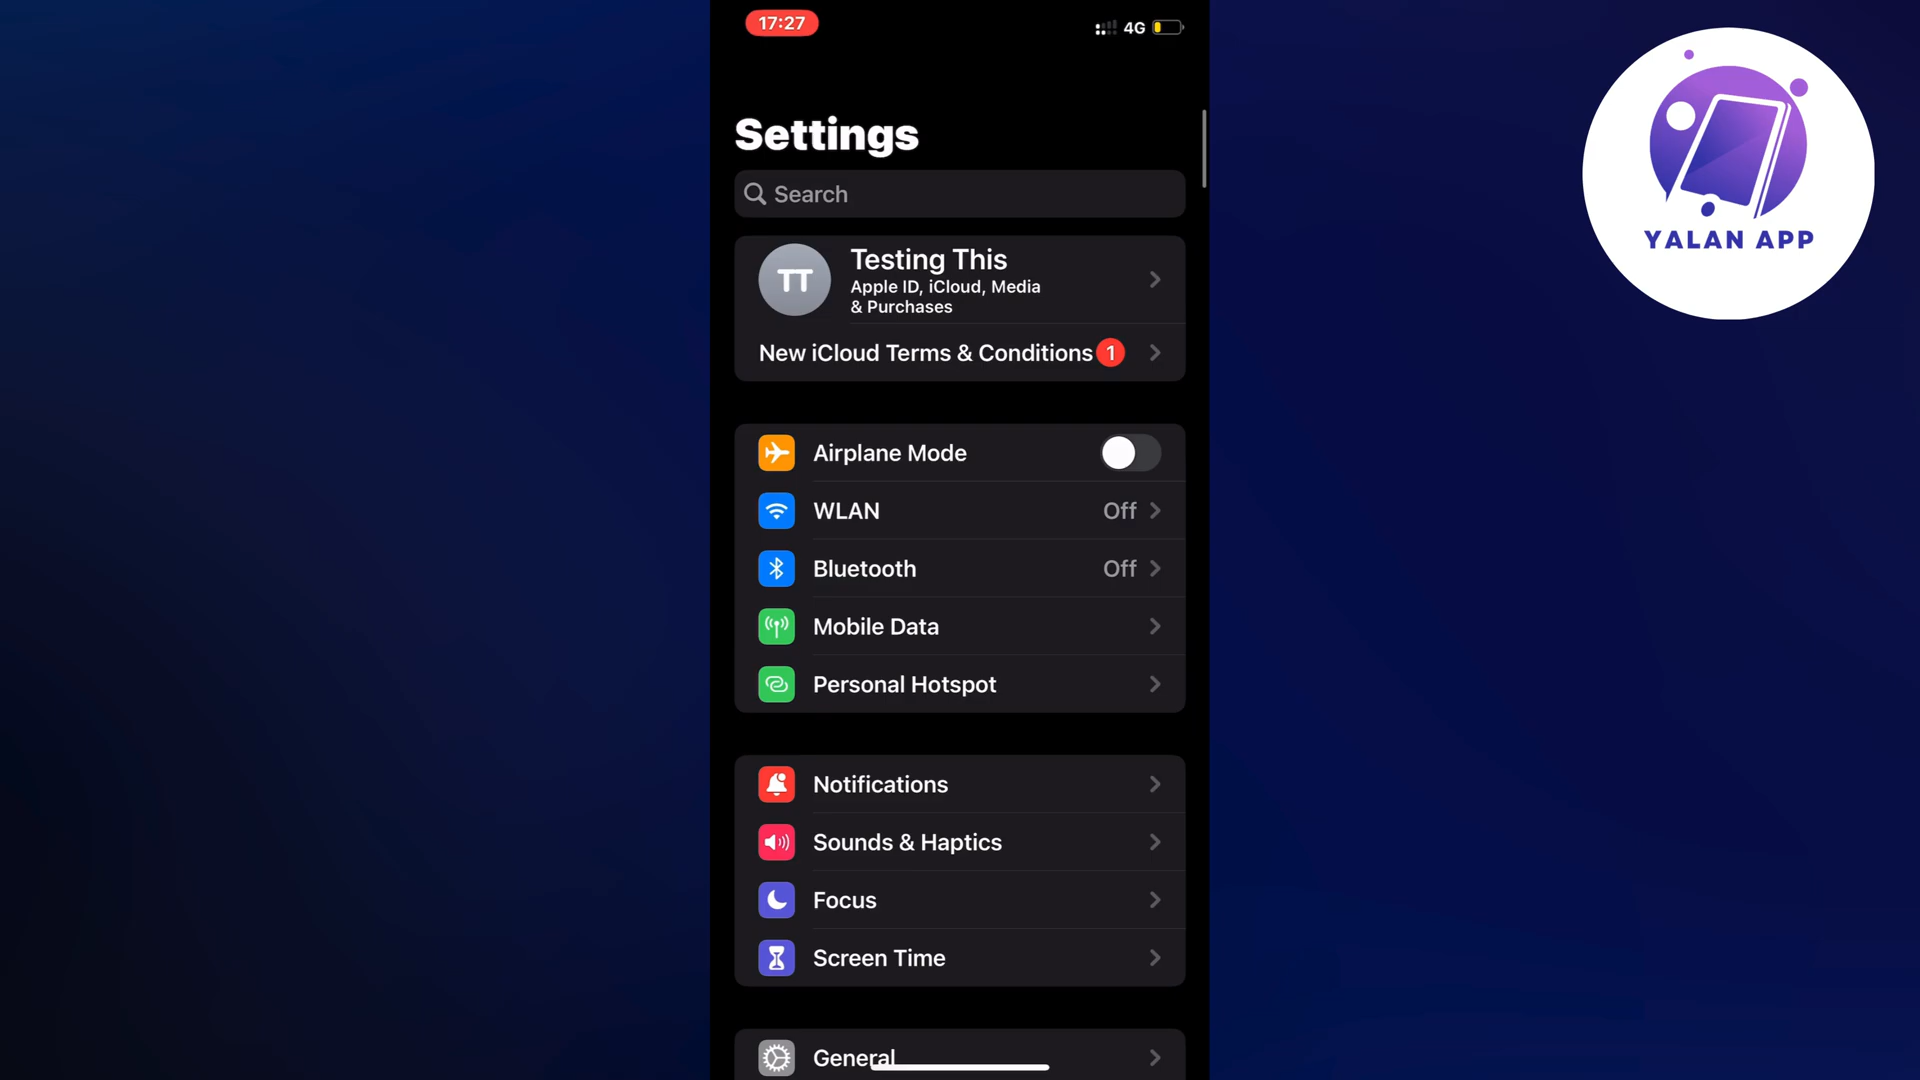 17:27
4G
Settings
Search
TT
Testing This
Apple ID, iCloud, Media
& Purchases
New iCloud Terms & Conditions 1
Airplane Mode
WLAN Off
Bluetooth Off
Mobile Data
Personal Hotspot
Notifications
Sounds & Haptics
Focus
Screen Time
General
YALAN APP